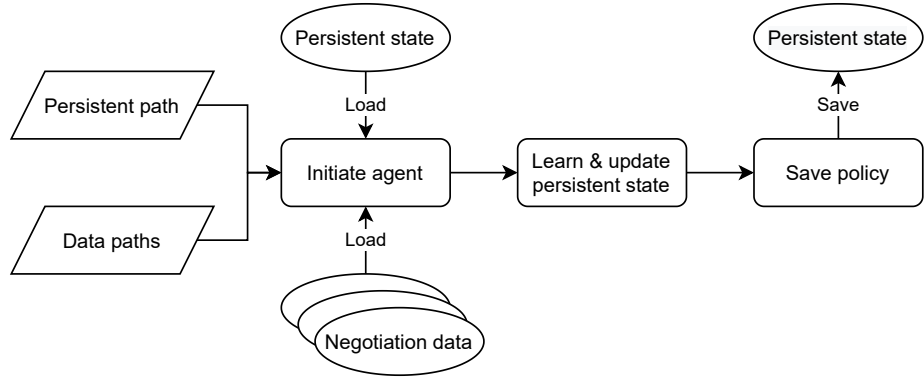 Persistent state
Persistent state
Persistent path
Load
Save
Initiate agent
Learn & update
persistent state
Save policy
Data paths
Load
Negotiation data